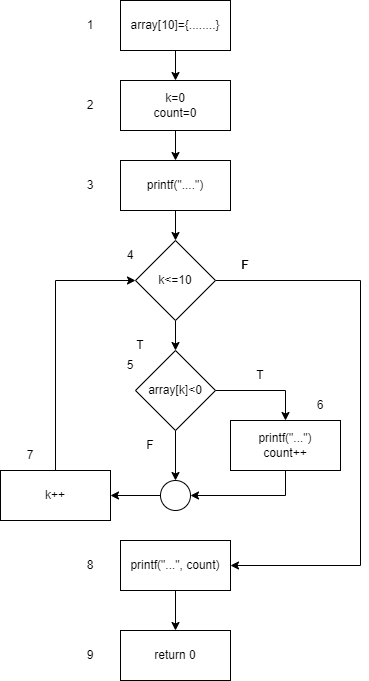 1
array[10]={........}
2
k=0
count=0
3
printf("....")
4
k<=10
F
T
5
array[k]<0
T
6
printf("...")
count++
F
7
k++
8
printf("...", count)
9
return 0